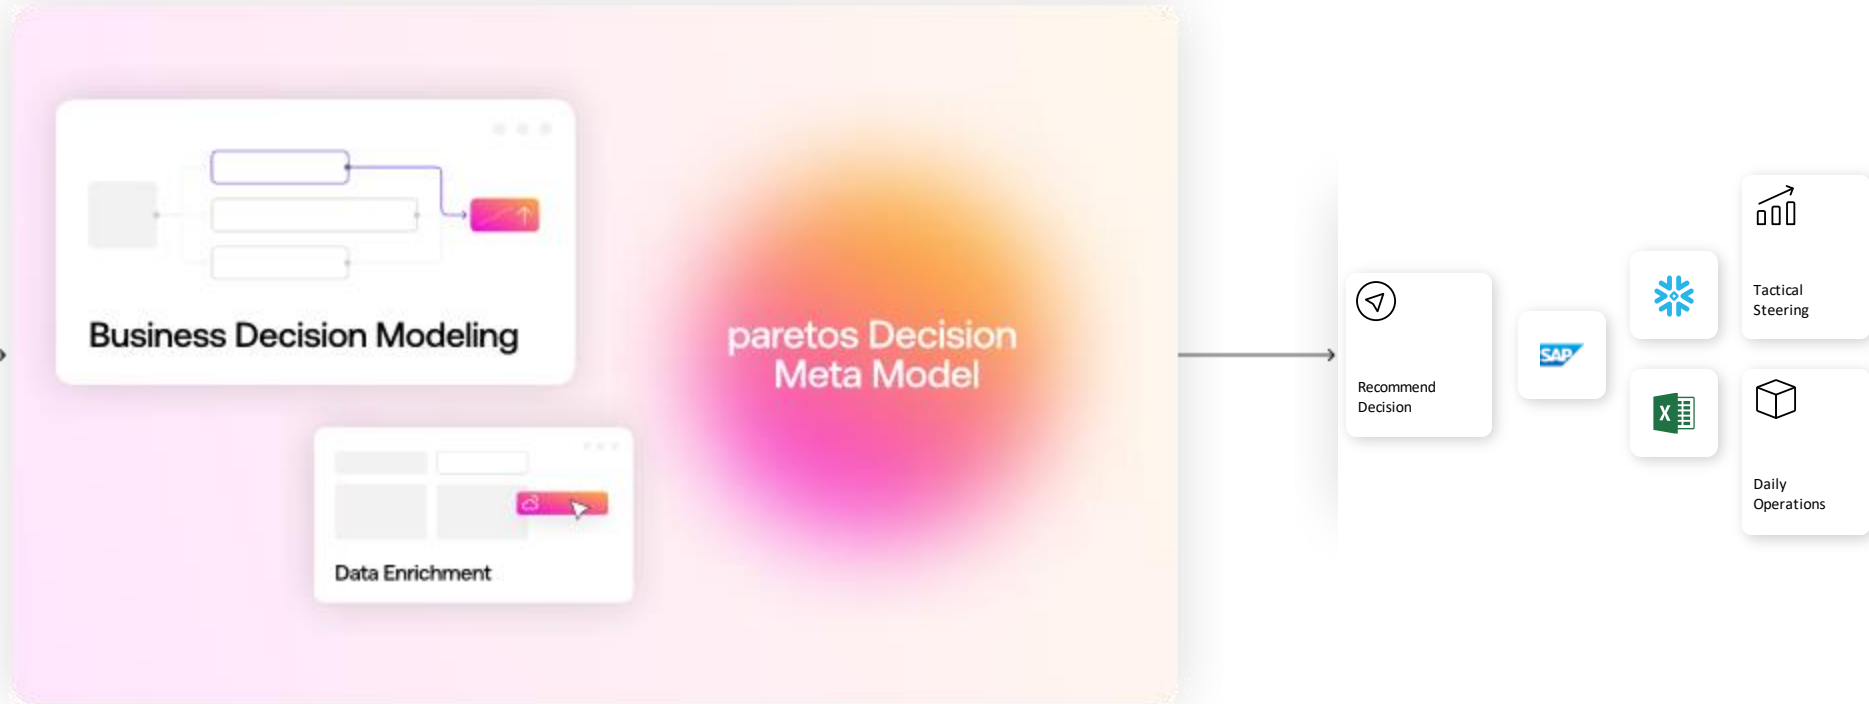 Business Decision Modeling
Data Enrichment
paretos Decision
Meta Model
Recommend
Decision
SAP
X
Tactical
Steering
Daily
Operations